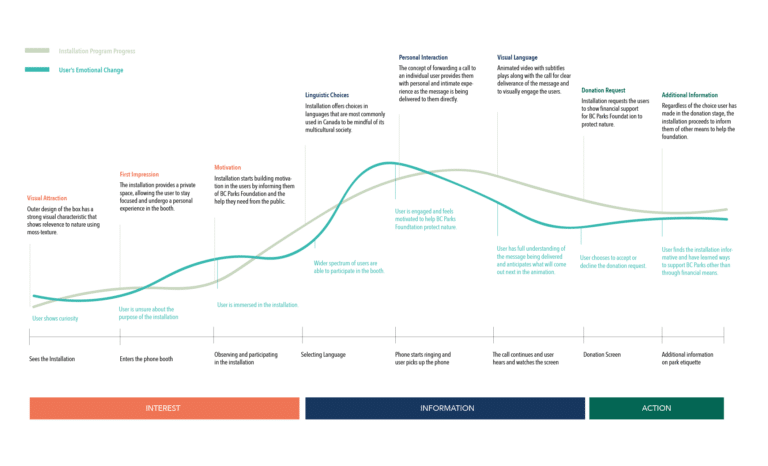 Installation Program Progress
User's Emotional Change
Visual Attraction
Outer design of the box has a
strong visual characteristic that
shows relevence to nature using
moss-texture.
First Impression
The installation provides a private
space, allowing the user to stay
focused and undergo a personal
experience in the booth.
Motivation
Installation starts building motiva-
tion in the users by informing them
of BC Parks Foundation and the
help they need from the public.
Linguistic Choices
Installation offers choices in
languages that are most commonly
used in Canada to be mindful of its
multicultural society.
Personal Interaction
The concept of forwarding a call to
an individual user provides them
with personal and intimate expe-
rience as the message is being
delivered to them directly.
Visual Language
Animated video with subtitles
plays along with the call for clear
deliverance of the message and
to visually engage the users.
Donation Request
Installation requests the users
to show financial support
for BC Parks Foundat ion to
protect nature.
Additional Information
Regardless of the choice user has
made in the donation stage, the
installation proceeds to inform
them of other means to help the
foundation.
User shows curiosity
User is unsure about the
purpose of the installation
User is immersed in the installation
Wider spectrum of users are
able to participate in the booth
User is engaged and feels
motivated to help BC Parks
Foundtation protect nature.
User has full understanding of
the message being delivered
and anticipates what will come
out next in the animation.
User chooses to accept or
decline the donation request.
User finds the installation infor-
motive and have learned ways
to support BC Parks other than
through financial means.
Sees the Installation
Enters the phone booth
Observing and participating
in the installation
Selecting Language
Phone starts ringing and
user picks up the phone
The call continues and user
hears and watches the screen
Donation Screen
Additional information
on park etiquette
INTEREST
INFORMATION
ACTION